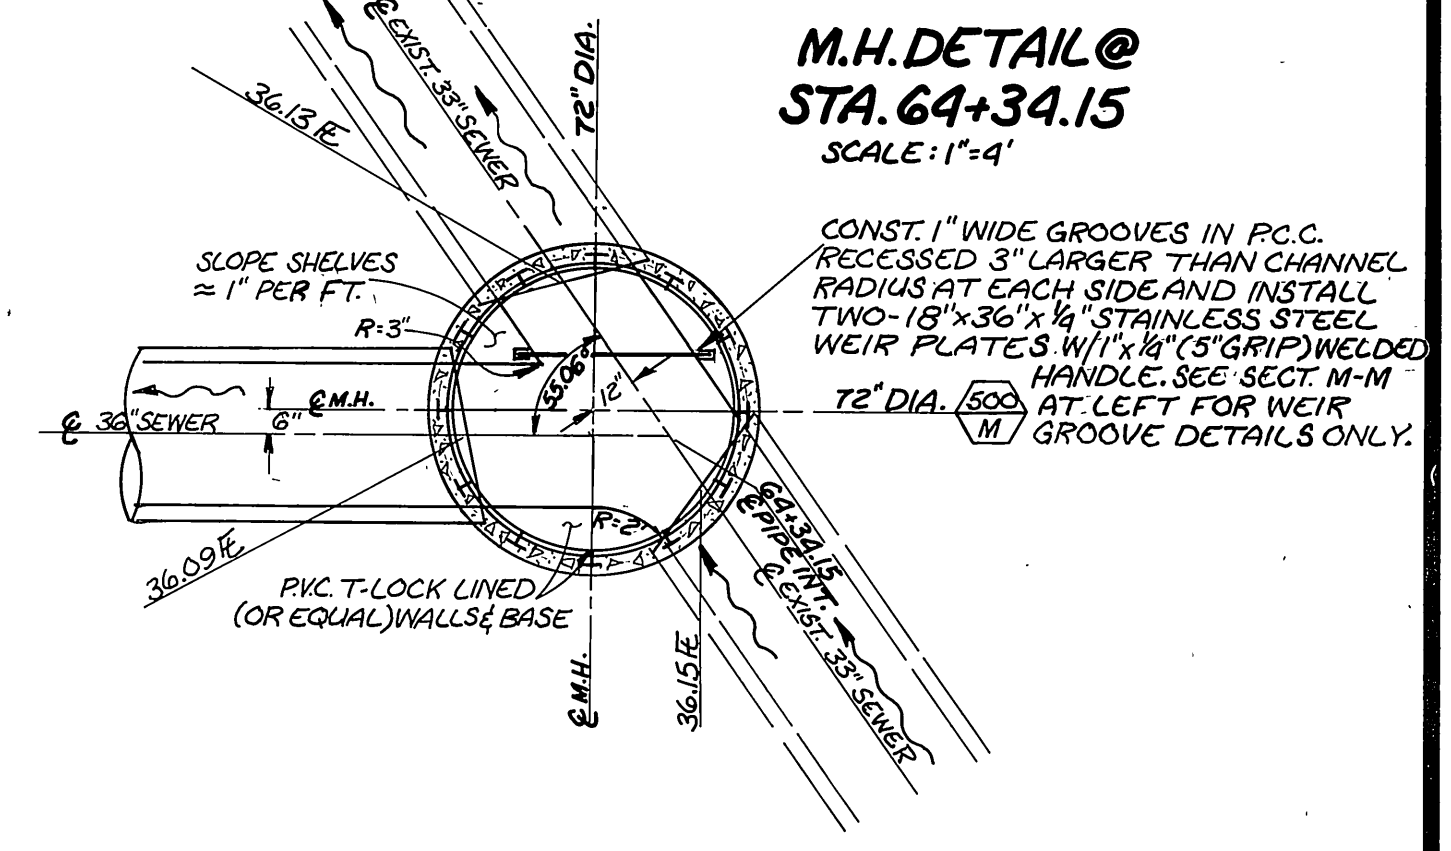 M.H. DETAIL @
STA. 64+34.15
SCALE: 1"=4'
CONST. 1" WIDE GROOVES IN P.C.C.
RECESSED 3" LARGER THAN CHANNEL
RADIUS AT EACH SIDE AND INSTALL
TWO-18"x36"x1/4" STAINLESS STEEL
WEIR PLATES W/1"x1/4" (5" GRIP) WELDED
HANDLE. SEE SECT. M-M
AT LEFT FOR WEIR
GROOVE DETAILS ONLY.
72" DIA.
500
M
72" DIA.
℄ EXIST. 33" SEWER
36.13 ℄
SLOPE SHELVES
≈ 1" PER FT.
R=3"
55.06°
12"
℄ M.H.
℄ 36" SEWER
6"
36.09 ℄
P.V.C. T-LOCK LINED
(OR EQUAL) WALLS & BASE
R=2'
℄ M.H.
36.15 ℄
64+34.15
℄ PIPE INT.
℄ EXIST. 33" SEWER